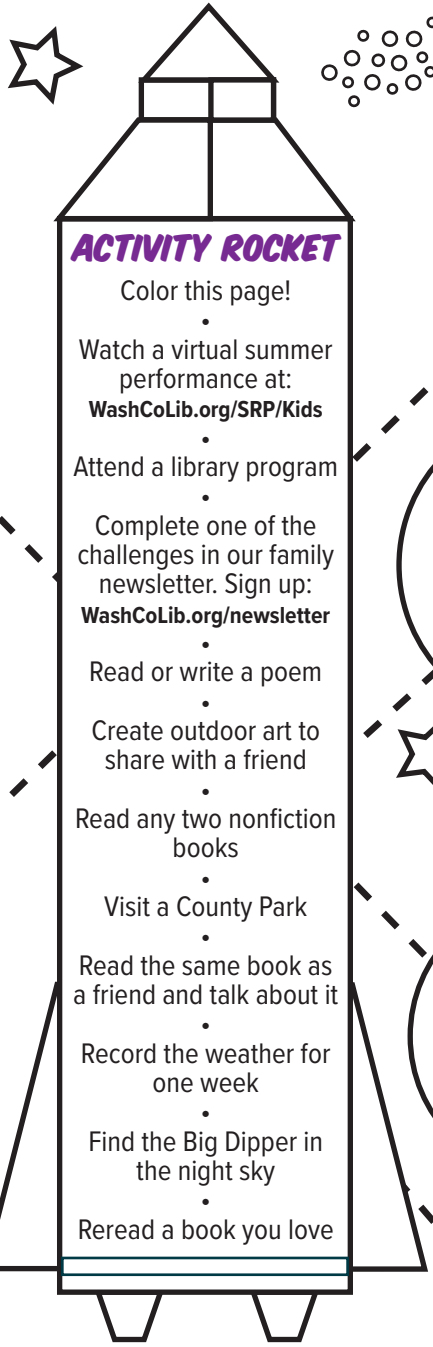 ACTIVITY ROCKET
Color this page!
•
Watch a virtual summer
performance at:
WashCoLib.org/SRP/Kids
•
Attend a library program
•
Complete one of the
challenges in our family
newsletter. Sign up:
WashCoLib.org/newsletter
•
Read or write a poem
•
Create outdoor art to
share with a friend
•
Read any two nonfiction
books
•
Visit a County Park
•
Read the same book as
a friend and talk about it
•
Record the weather for
one week
•
Find the Big Dipper in
the night sky
•
Reread a book you love